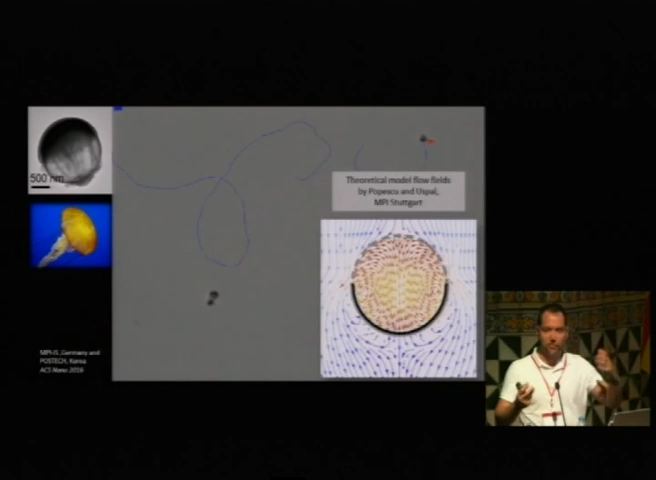 500 nm
Theoretical model flow fields
by Popescu and Uspal,
MPI Stuttgart
MPI-IS, Germany and
POSTECH, Korea
ACS Nano 2016